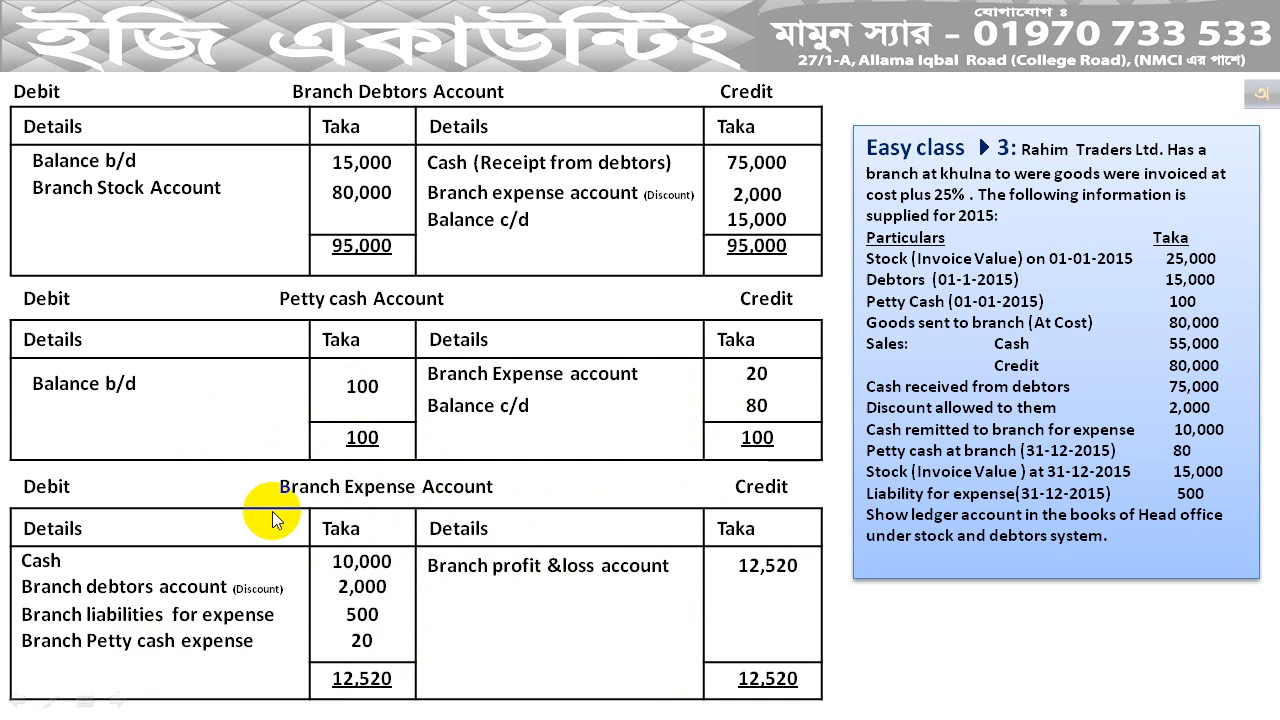 ইজি একাউন্টিং
যোগাযোগ ঃ
মামুন স্যার – 01970 733 533
27/1-A, Allama Iqbal Road (College Road), (NMCI এর পাশে)
অ
Debit Branch Debtors Account Credit
Details Taka Details Taka
Balance b/d 15,000 Cash (Receipt from debtors) 75,000
Branch Stock Account 80,000 Branch expense account (Discount) 2,000
Balance c/d 15,000
95,000 95,000
Debit Petty cash Account Credit
Details Taka Details Taka
Balance b/d 100 Branch Expense account 20
Balance c/d 80
100 100
Debit Branch Expense Account Credit
Details Taka Details Taka
Cash 10,000 Branch profit &loss account 12,520
Branch debtors account (Discount) 2,000
Branch liabilities for expense 500
Branch Petty cash expense 20
12,520 12,520
Easy class 3: Rahim Traders Ltd. Has a
branch at khulna to were goods were invoiced at
cost plus 25% . The following information is
supplied for 2015:
Particulars Taka
Stock (Invoice Value) on 01-01-2015 25,000
Debtors (01-1-2015) 15,000
Petty Cash (01-01-2015) 100
Goods sent to branch (At Cost) 80,000
Sales: Cash 55,000
Credit 80,000
Cash received from debtors 75,000
Discount allowed to them 2,000
Cash remitted to branch for expense 10,000
Petty cash at branch (31-12-2015) 80
Stock (Invoice Value ) at 31-12-2015 15,000
Liability for expense(31-12-2015) 500
Show ledger account in the books of Head office
under stock and debtors system.